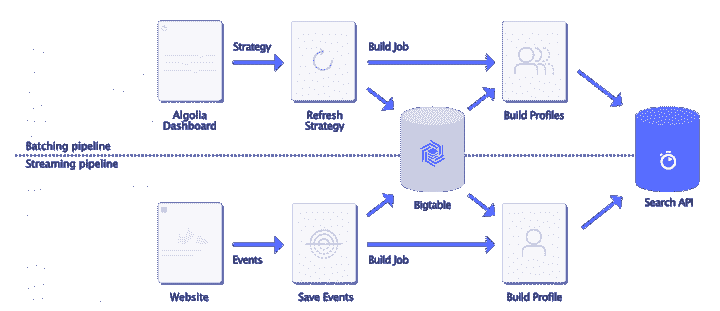 Strategy
Build Job
Algolia
Dashboard
Refresh
Strategy
Build Profiles
Batching pipeline
Streaming pipeline
Bigtable
Search API
Events
Build Job
Website
Save Events
Build Profile